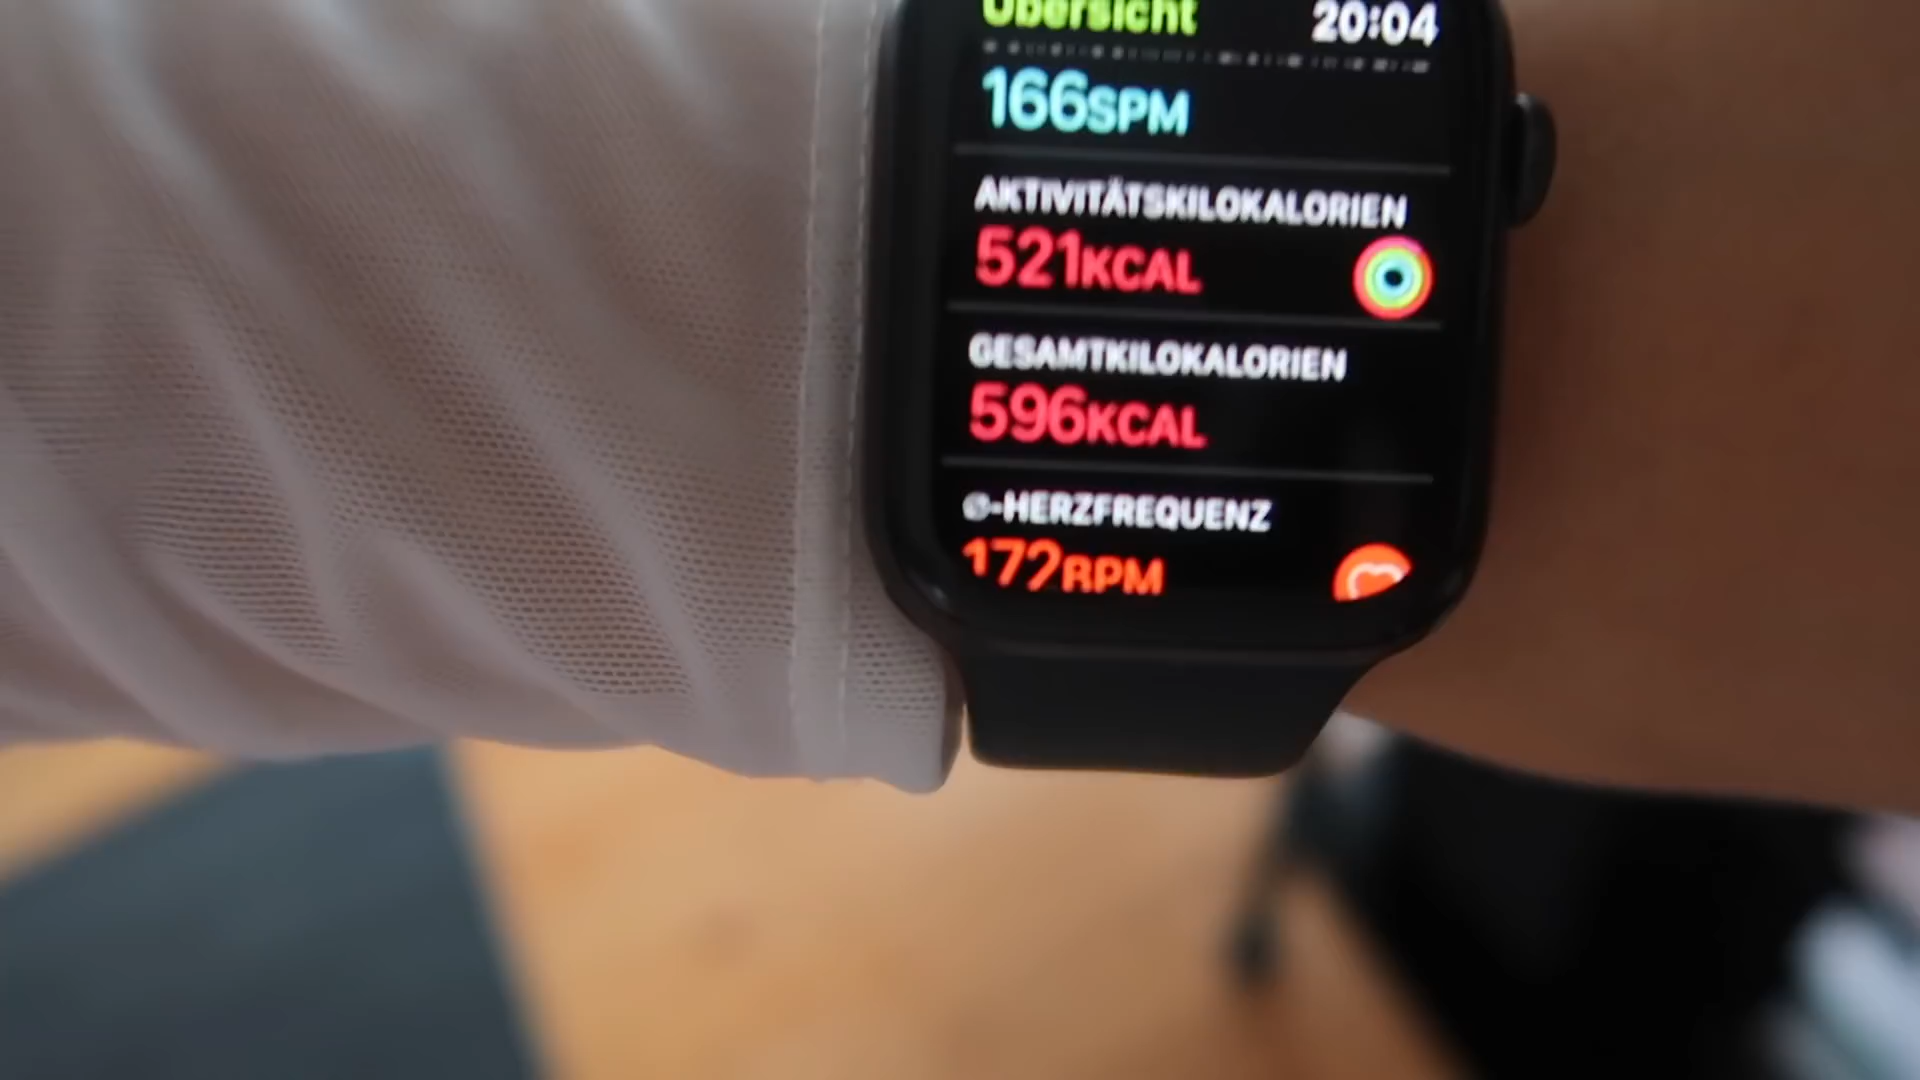 Übersicht 20:04
166SPM
AKTIVITÄTSKILOKALORIEN
521KCAL
GESAMTKILOKALORIEN
596KCAL
Ø-HERZFREQUENZ
172BPM